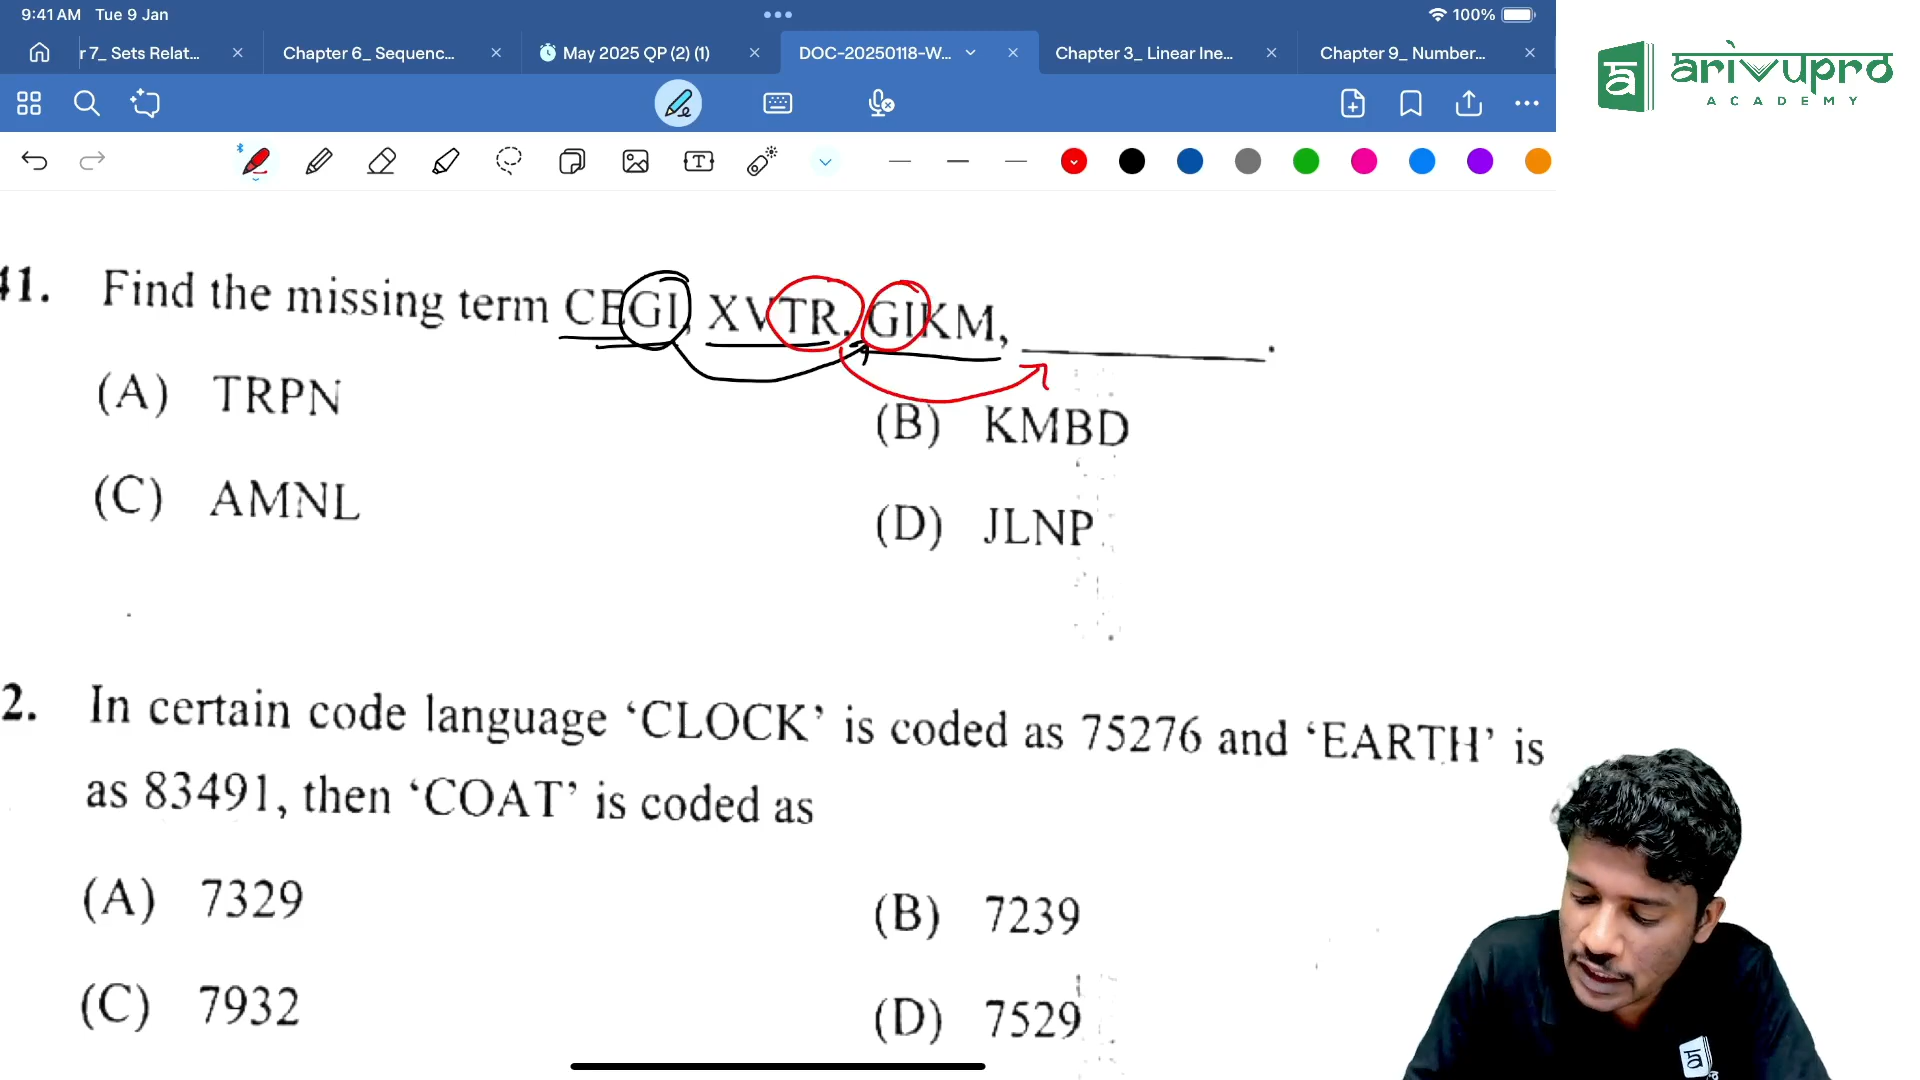 9:41 AM Tue 9 Jan
100%
r 7_ Sets Relat...
Chapter 6_ Sequenc...
May 2025 QP (2) (1)
DOC-20250118-W...
Chapter 3_ Linear Ine...
Chapter 9_ Number...
arivupro
ACADEMY
41. Find the missing term CEGI, XVTR, GIKM, ____________.
(A) TRPN
(B) KMBD
(C) AMNL
(D) JLNP
2. In certain code language ‘CLOCK’ is coded as 75276 and ‘EARTH’ is
as 83491, then ‘COAT’ is coded as
(A) 7329
(B) 7239
(C) 7932
(D) 7529